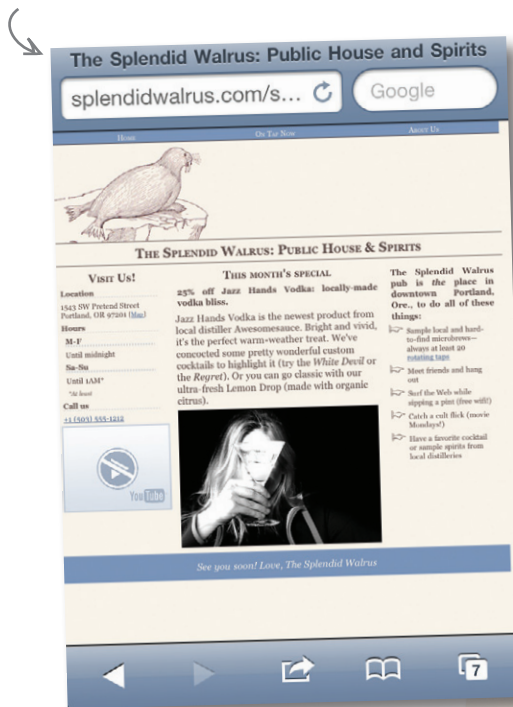 The Splendid Walrus: Public House and Spirits
splendidwalrus.com/s...
Google
Home
On Tap Now
About Us
The Splendid Walrus: Public House & Spirits
Visit Us!
Location
1543 SW Pretend Street
Portland, OR 97201 (Map)
Hours
M-F
Until midnight
Sa-Su
Until 1AM*
*At least
Call us
+1 (503) 555-1212
YouTube
This month's special
25% off Jazz Hands Vodka: locally-made
vodka bliss.
Jazz Hands Vodka is the newest product from
local distiller Awesomesauce. Bright and vivid,
it's the perfect warm-weather treat. We've
concocted some pretty wonderful custom
cocktails to highlight it (try the White Devil or
the Regret). Or you can go classic with our
ultra-fresh Lemon Drop (made with organic
citrus).
The Splendid Walrus
pub is the place in
downtown Portland,
Ore., to do all of these
things:
Sample local and hard-
to-find microbrews—
always at least 20
rotating taps
Meet friends and hang
out
Surf the Web while
sipping a pint (free wifi!)
Catch a cult flick (movie
Mondays!)
Have a favorite cocktail
or sample spirits from
local distilleries
See you soon! Love, The Splendid Walrus
7